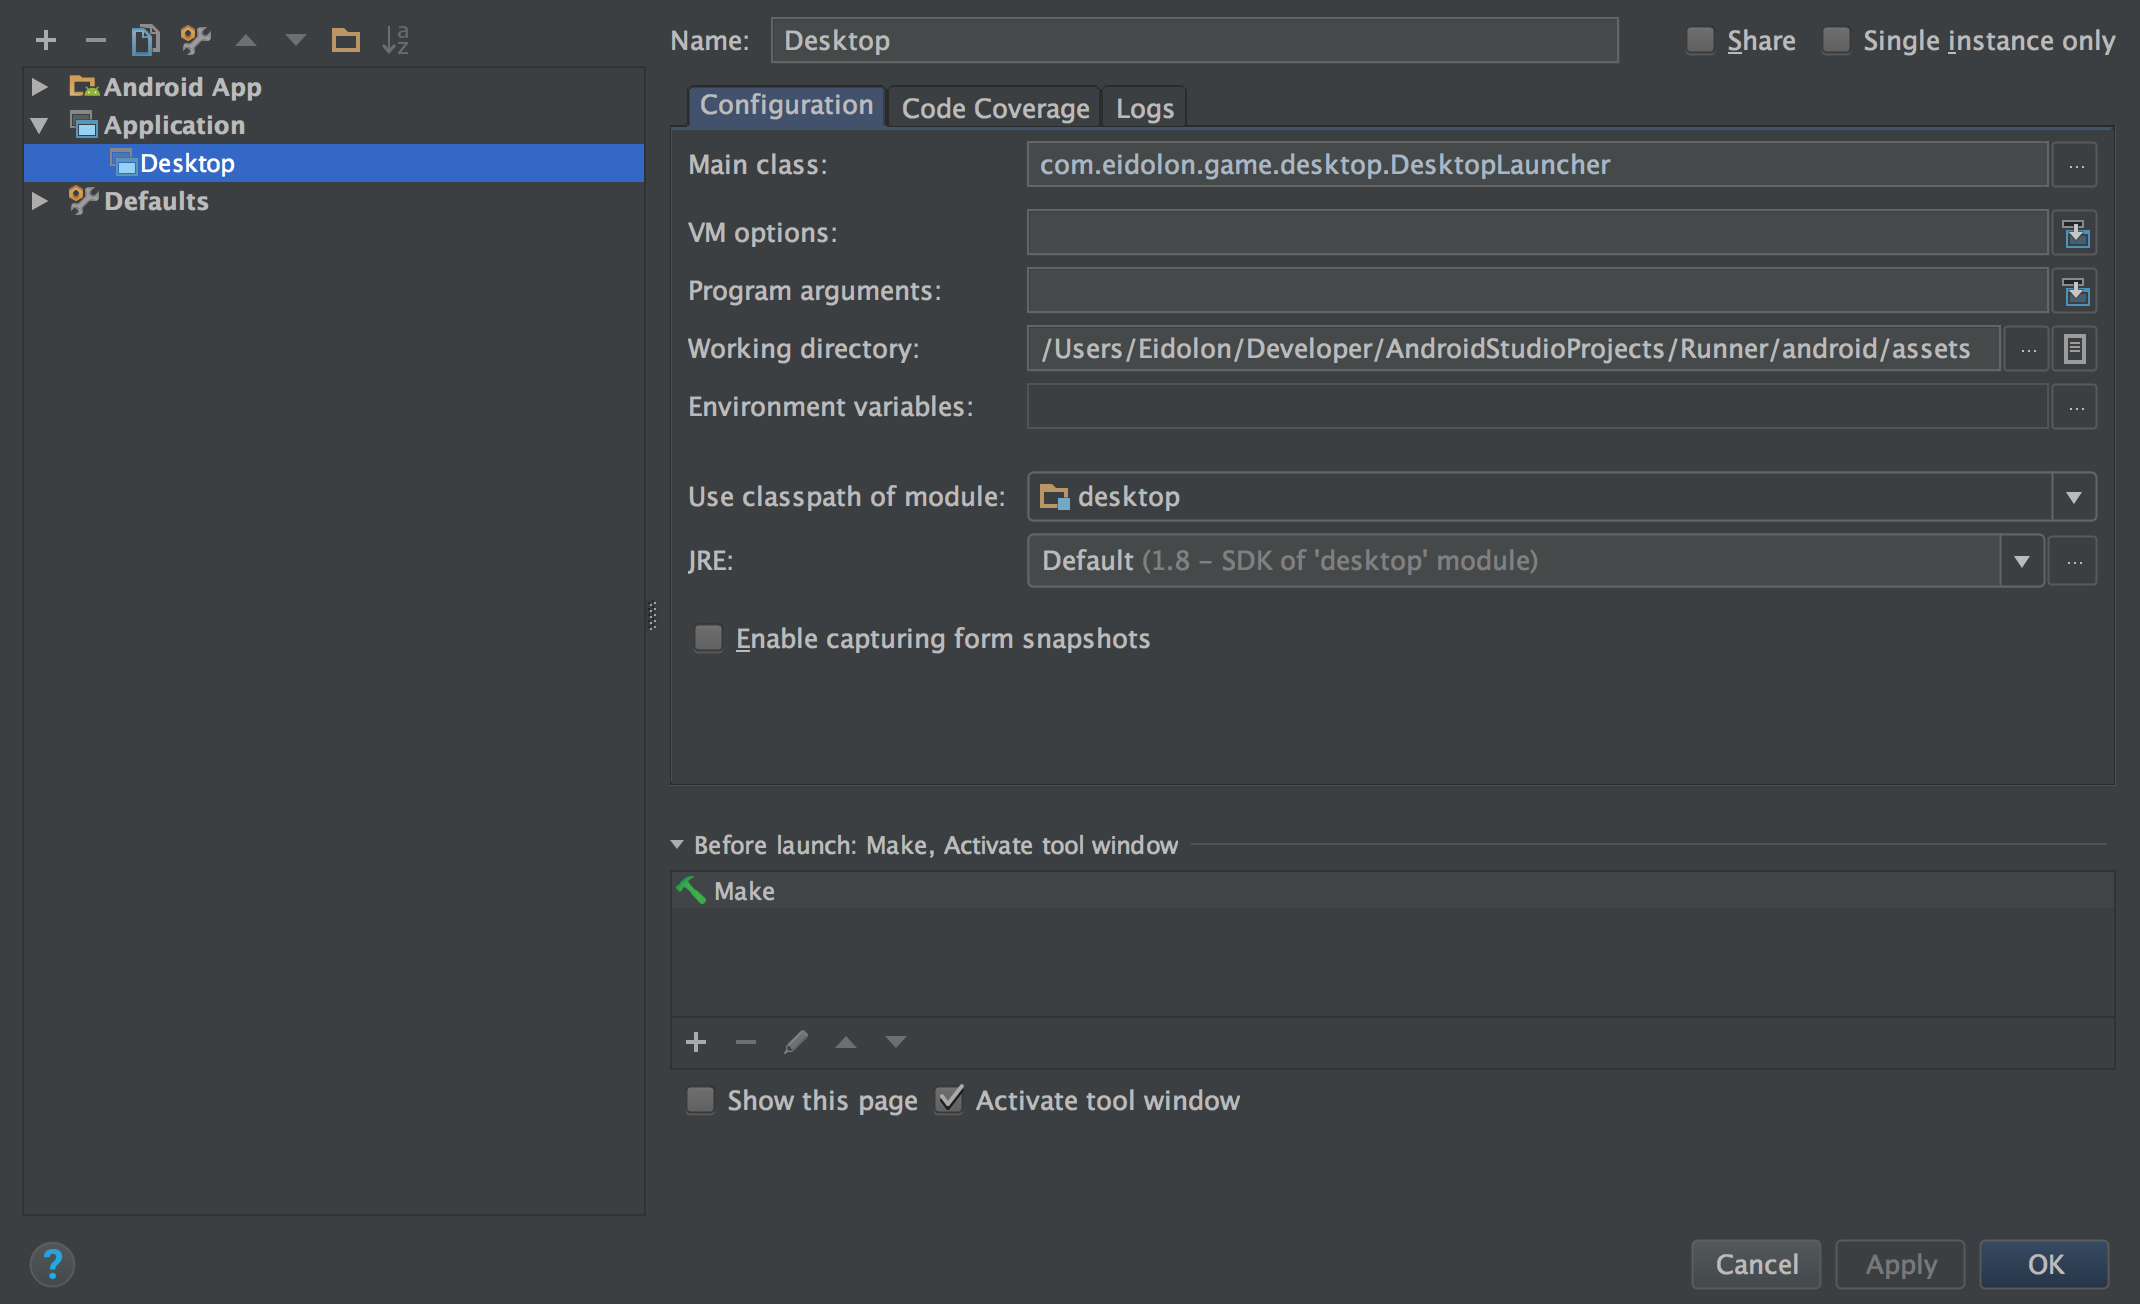 Android App
Application
Desktop
Defaults
Name: Desktop
Share
Single instance only
Configuration
Code Coverage
Logs
Main class: com.eidolon.game.desktop.DesktopLauncher
VM options:
Program arguments:
Working directory: /Users/Eidolon/Developer/AndroidStudioProjects/Runner/android/assets
Environment variables:
Use classpath of module: desktop
JRE: Default (1.8 – SDK of 'desktop' module)
Enable capturing form snapshots
Before launch: Make, Activate tool window
Make
Show this page
Activate tool window
? Cancel Apply OK